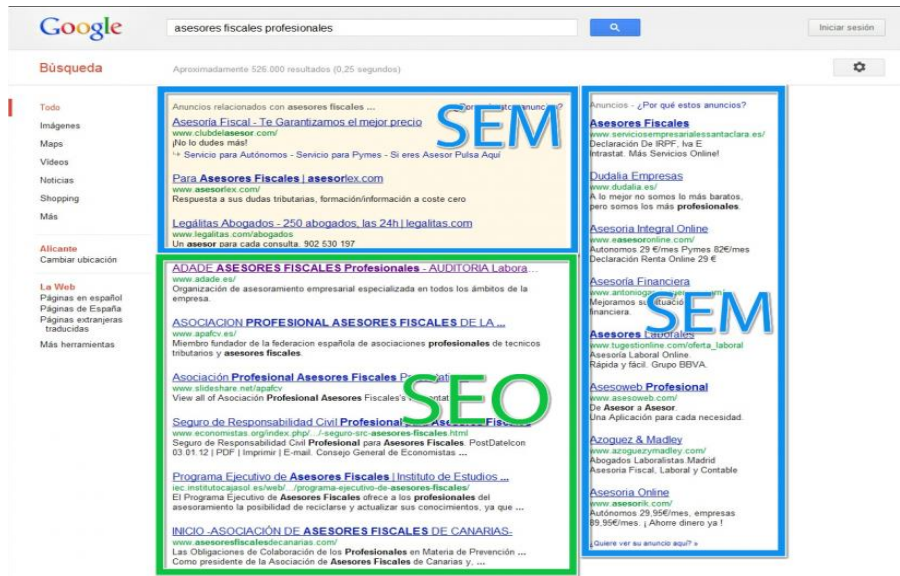 Google
asesores fiscales profesionales
Iniciar sesión
Búsqueda
Aproximadamente 526.000 resultados (0,25 segundos)
Todo
Imágenes
Maps
Vídeos
Noticias
Shopping
Más
Alicante
Cambiar ubicación
La Web
Páginas en español
Páginas de España
Páginas extranjeras
traducidas
Más herramientas
Anuncios relacionados con asesores fiscales ...
SEM
Asesoría Fiscal - Te Garantizamos el mejor precio
www.clubdelasesor.com/
¡No lo dudes más!
Servicio para Autónomos - Servicio para Pymes - Si eres Asesor Pulsa Aquí
Para Asesores Fiscales | asesorlex.com
www.asesorlex.com/
Respuesta a sus dudas tributarias, formación/información a coste cero
Legálitas Abogados - 250 abogados, las 24h | legalitas.com
www.legalitas.com/abogados
Un asesor para cada consulta. 902 530 197
ADADE ASESORES FISCALES Profesionales - AUDITORIA Labora...
www.adade.es/
Organización de asesoramiento empresarial especializada en todos los ámbitos de la
empresa.
ASOCIACION PROFESIONAL ASESORES FISCALES DE LA ...
www.apafcv.es/
Miembro fundador de la federacion española de asociaciones profesionales de tecnicos
tributarios y asesores fiscales.
Asociación Profesional Asesores Fiscales
www.slideshare.net/apafcv
View all of Asociación Profesional Asesores Fiscales's
SEO
Seguro de Responsabilidad Civil Profesional para Asesores Fiscales
www.economistas.org/index.php/.../-seguro-src-asesores-fiscales.html
Seguro de Responsabilidad Civil Profesional para Asesores Fiscales. PostDateIcon
03.01.12 | PDF | Imprimir | E-mail. Consejo General de Economistas ...
Programa Ejecutivo de Asesores Fiscales | Instituto de Estudios ...
iec.institutocajasol.es/web/.../programa-ejecutivo-de-asesores-fiscales/
El Programa Ejecutivo de Asesores Fiscales ofrece a los profesionales del
asesoramiento la posibilidad de reciclarse y actualizar sus conocimientos, ya que ...
INICIO -ASOCIACIÓN DE ASESORES FISCALES DE CANARIAS-
www.asesoresfiscalesdecanarias.com/
Las Obligaciones de Colaboración de los Profesionales en Materia de Prevención ...
Como presidente de la Asociación de Asesores Fiscales de Canarias y, ...
Anuncios - ¿Por qué estos anuncios?
Asesores Fiscales
www.serviciosempresarialessantaclara.es/
Declaración De IRPF, Iva E
Intrastat. Más Servicios Online!
Dudalia Empresas
www.dudalia.es/
A lo mejor no somos lo más baratos,
pero somos los más profesionales.
Asesoria Integral Online
www.easesoronline.com/
Autonomos 29 €/mes Pymes 82€/mes
Declaración Renta Online 29 €
Asesoría Financiera
Mejoramos su situación
financiera.
SEM
Asesores Laborales
www.tugestionline.com/oferta_laboral
Asesoría Laboral Online.
Rápida y fácil. Grupo BBVA.
Asesoweb Profesional
www.asesoweb.com/
De Asesor a Asesor.
Una Aplicación para cada necesidad.
Azoguez & Madley
www.azoguezymadley.com/
Abogados Laboralistas Madrid
Asesoria Fiscal, Laboral y Contable
Asesoria Online
www.asesorik.com/
Autónomos 29,95€/mes, empresas
89,95€/mes. ¡ Ahorre dinero ya !
¿Quiere ver su anuncio aquí? »